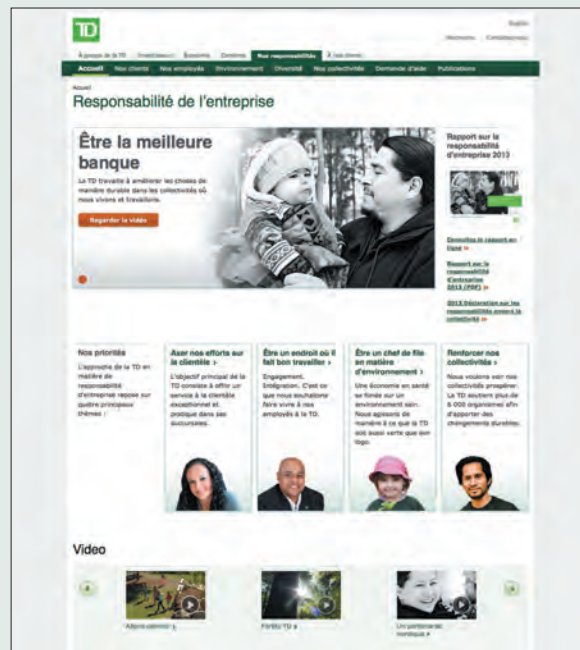 TD
English
Recherche Contactez-nous
À propos de la TD Investisseurs Économie Carrières Nos responsabilités À nos clients
Accueil Nos clients Nos employés Environnement Diversité Nos collectivités Demande d'aide Publications
Accueil
Responsabilité de l'entreprise
Être la meilleure
banque
La TD travaille à améliorer les choses de
manière durable dans les collectivités où
nous vivons et travaillons.
Regarder la vidéo
Rapport sur la
responsabilité
d'entreprise 2013
Consultez le rapport en
ligne »
Rapport sur la
responsabilité
d'entreprise
2013 (PDF) »
2013 Déclaration sur les
responsabilités envers la
collectivité »
Nos priorités
L'approche de la TD en
matière de
responsabilité
d'entreprise repose sur
quatre principaux
thèmes :
Axer nos efforts sur
la clientèle ›
L'objectif principal de la
TD consiste à offrir un
service à la clientèle
exceptionnel et
pratique dans ses
succursales.
Être un endroit où il
fait bon travailler ›
Engagement.
Intégration. C'est ce
que nous souhaitons
faire vivre à nos
employés à la TD.
Être un chef de file
en matière
d'environnement ›
Une économie en santé
se fonde sur un
environnement sain.
Nous agissons de
manière à ce que la TD
soit aussi verte que son
logo.
Renforcer nos
collectivités ›
Nous voulons voir nos
collectivités prospérer.
La TD soutient plus de
6 000 organismes afin
d'apporter des
changements durables.
Video
Forêts TD ›
Un partenariat
nordique ›